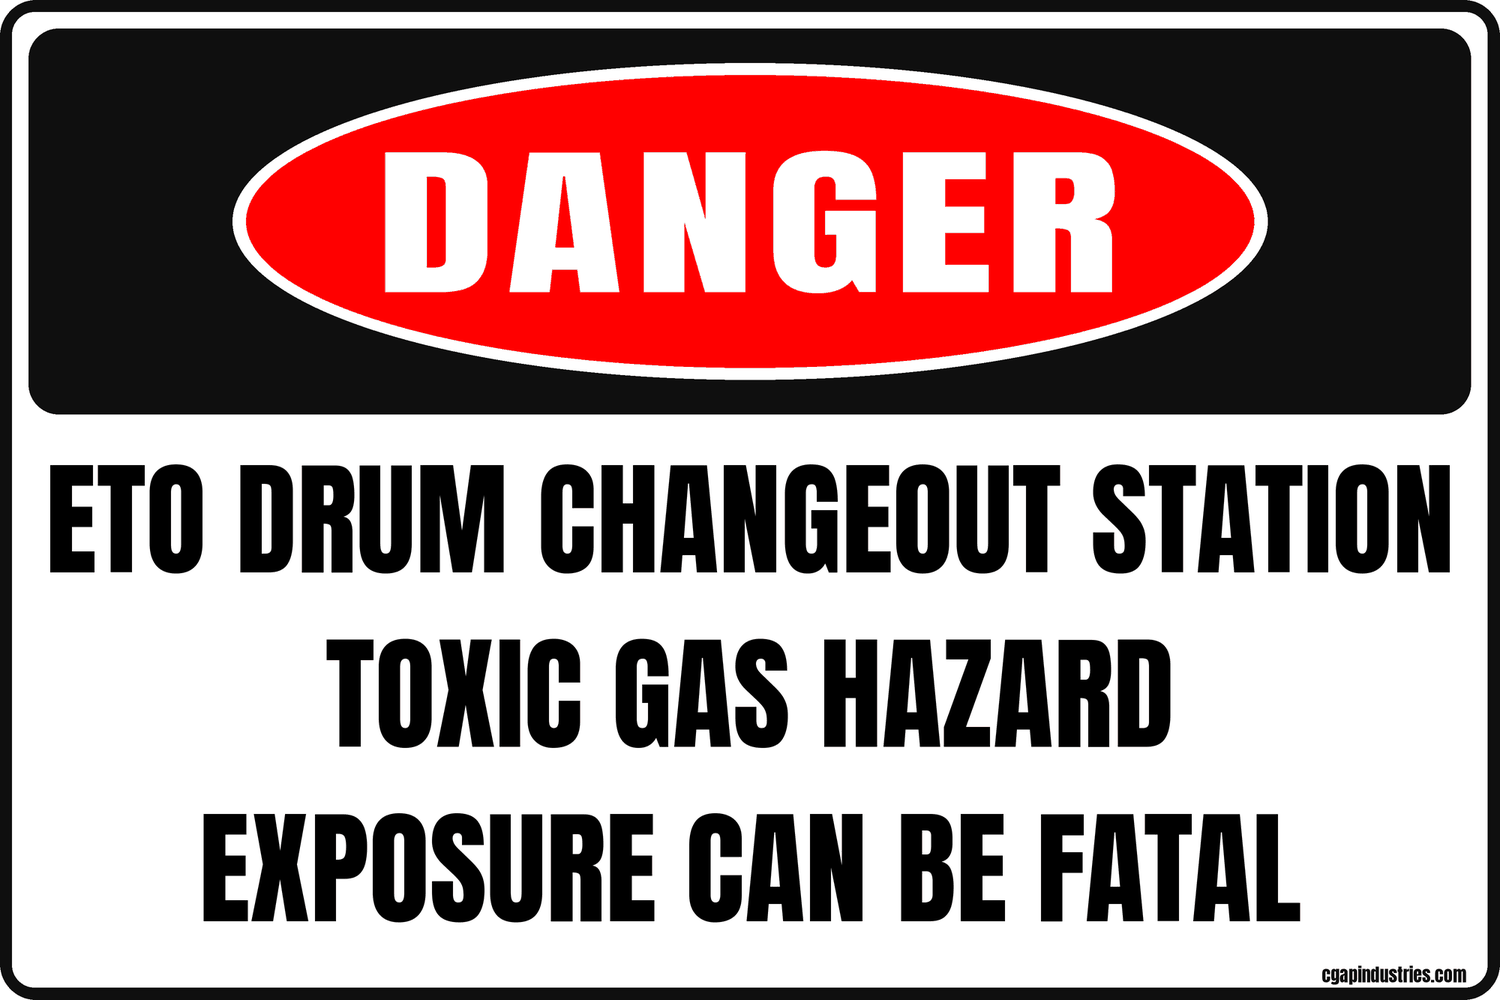 DANGER
ETO DRUM CHANGEOUT STATION
TOXIC GAS HAZARD
EXPOSURE CAN BE FATAL
cgapindustries.com